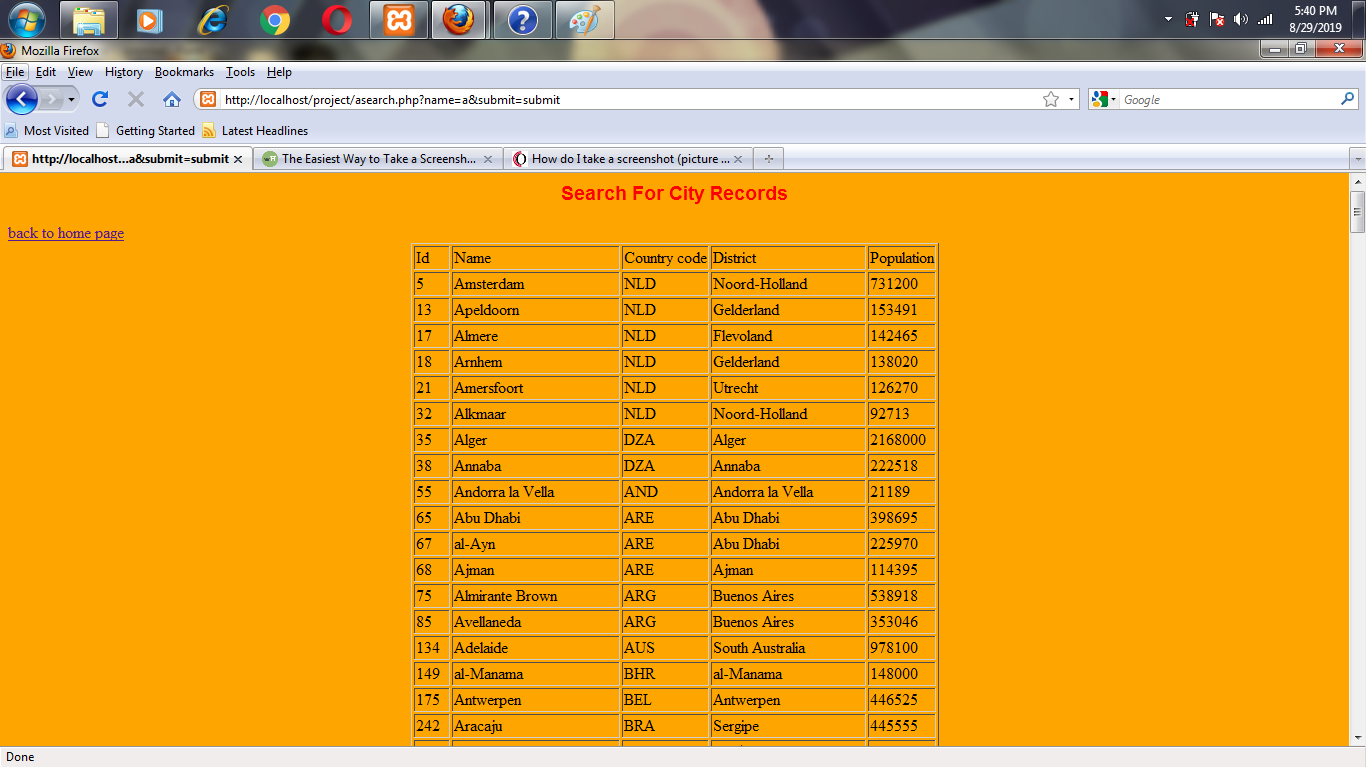 5:40 PM
8/29/2019
Mozilla Firefox
File Edit View History Bookmarks Tools Help
http://localhost/project/asearch.php?name=a&submit=submit Google
Most Visited Getting Started Latest Headlines
http://localhost...a&submit=submit The Easiest Way to Take a Screensh... How do I take a screenshot (picture ...
Search For City Records
back to home page
Id Name Country code District Population
5 Amsterdam NLD Noord-Holland 731200
13 Apeldoorn NLD Gelderland 153491
17 Almere NLD Flevoland 142465
18 Arnhem NLD Gelderland 138020
21 Amersfoort NLD Utrecht 126270
32 Alkmaar NLD Noord-Holland 92713
35 Alger DZA Alger 2168000
38 Annaba DZA Annaba 222518
55 Andorra la Vella AND Andorra la Vella 21189
65 Abu Dhabi ARE Abu Dhabi 398695
67 al-Ayn ARE Abu Dhabi 225970
68 Ajman ARE Ajman 114395
75 Almirante Brown ARG Buenos Aires 538918
85 Avellaneda ARG Buenos Aires 353046
134 Adelaide AUS South Australia 978100
149 al-Manama BHR al-Manama 148000
175 Antwerpen BEL Antwerpen 446525
242 Aracaju BRA Sergipe 445555
Done